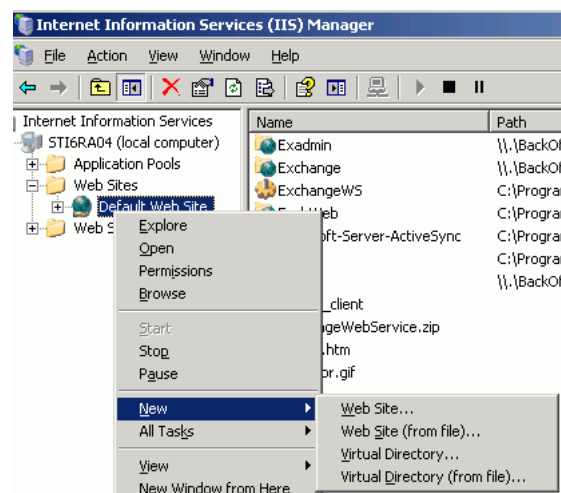 Internet Information Services (IIS) Manager
File Action View Window Help
Internet Information Services
STI6RA04 (local computer)
Application Pools
Web Sites
Default Web Site
Web S
Name Path
Exadmin \\.\BackOf
Exchange \\.\BackOf
ExchangeWS C:\Progra
Web
oft-Server-ActiveSync C:\Progra
C:\Progra
\\.\BackOf
_client
geWebService.zip
.htm
or.gif
Explore
Open
Permissions
Browse
Start
Stop
Pause
New
All Tasks
View
New Window from Here
Web Site...
Web Site (from file)...
Virtual Directory...
Virtual Directory (from file)...